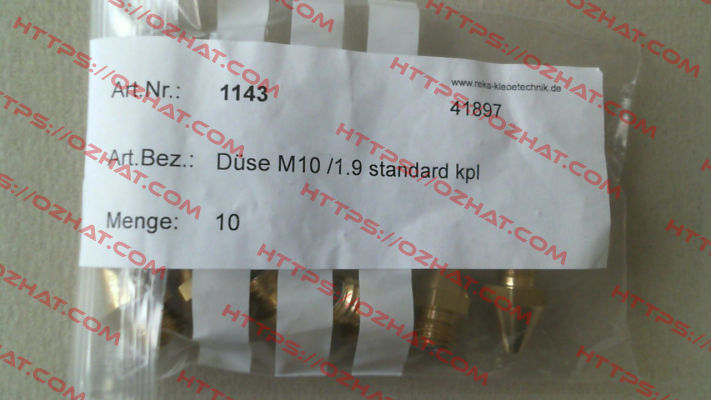 www.reka-klebetechnik.de
Art.Nr.: 1143
41897
Art.Bez.: Düse M10 /1.9 standard kpl
Menge: 10
HTTPS://OZHAT.COM